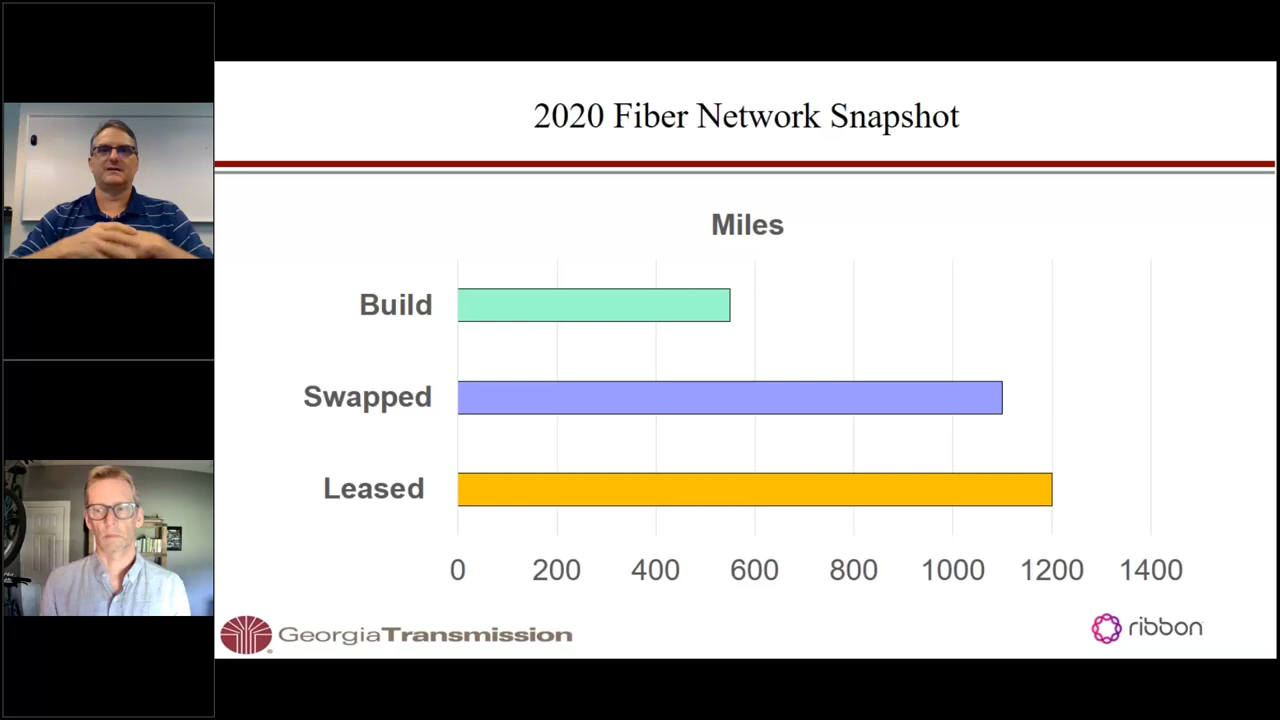 2020 Fiber Network Snapshot
Miles
Build
Swapped
Leased
0 200 400 600 800 1000 1200 1400
GeorgiaTransmission
ribbon